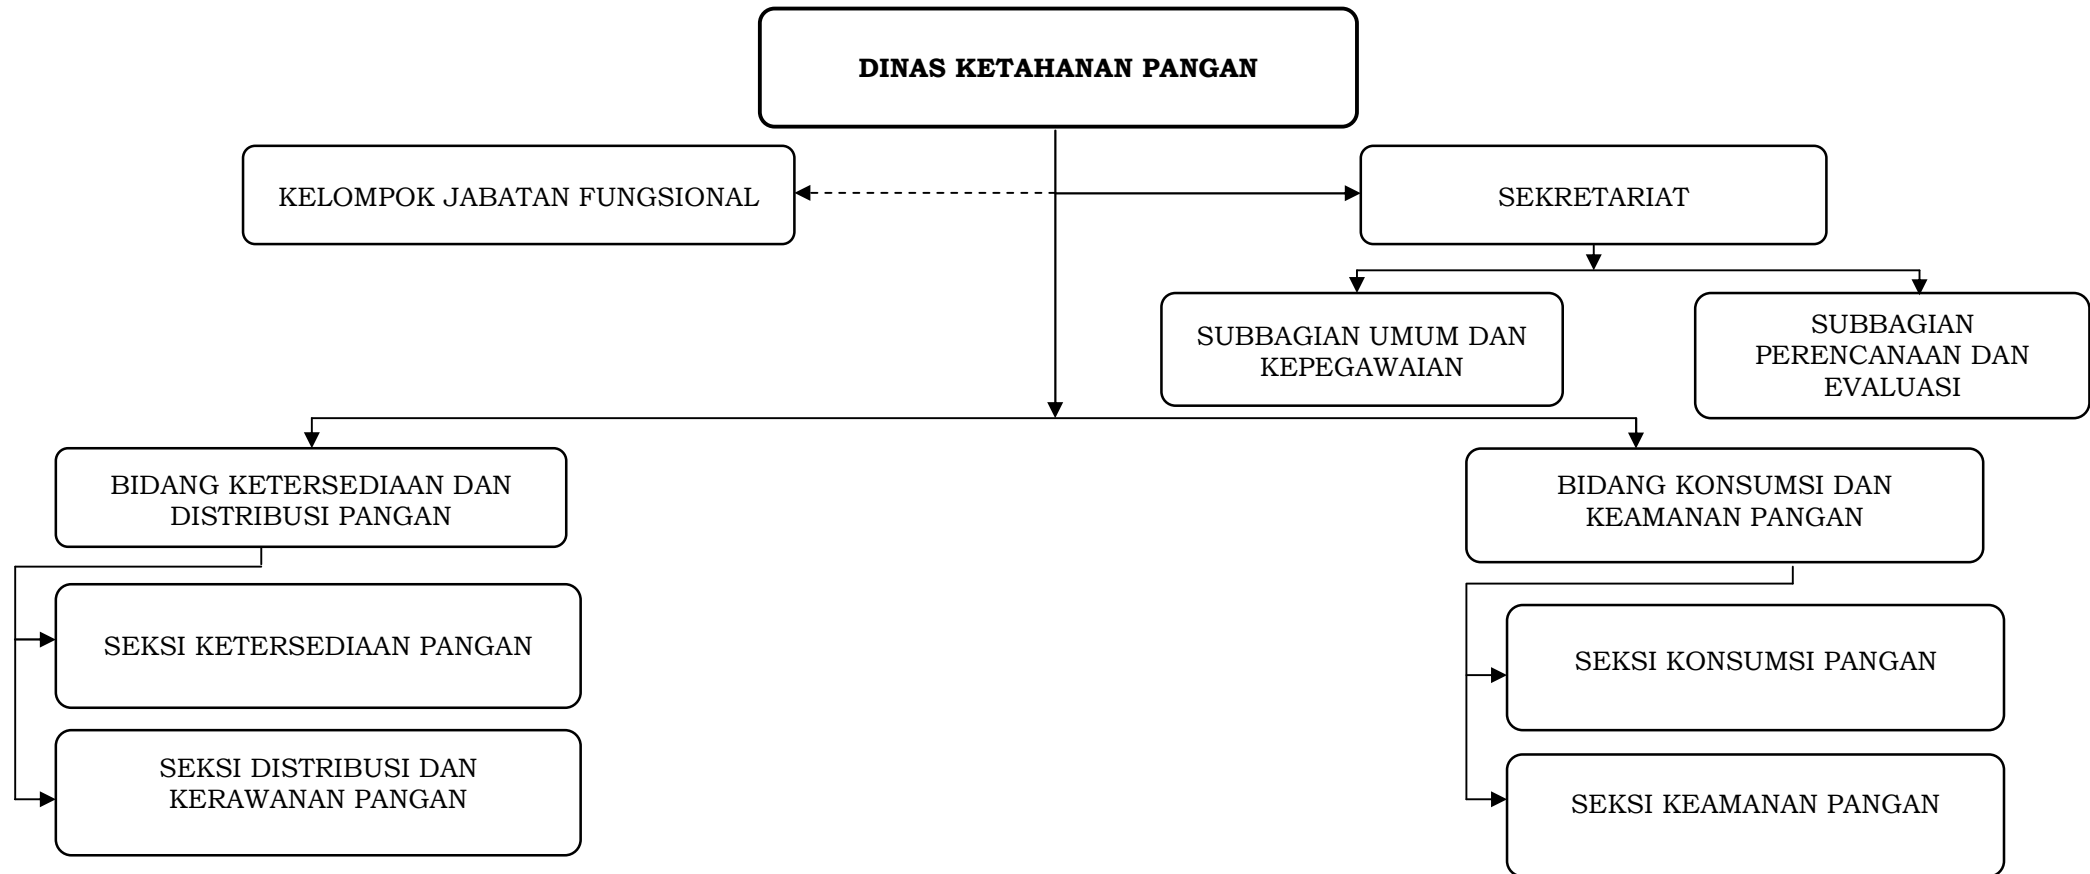 DINAS KETAHANAN PANGAN
KELOMPOK JABATAN FUNGSIONAL
SEKRETARIAT
SUBBAGIAN UMUM DAN
KEPEGAWAIAN
SUBBAGIAN
PERENCANAAN DAN
EVALUASI
BIDANG KETERSEDIAAN DAN
DISTRIBUSI PANGAN
BIDANG KONSUMSI DAN
KEAMANAN PANGAN
SEKSI KETERSEDIAAN PANGAN
SEKSI KONSUMSI PANGAN
SEKSI DISTRIBUSI DAN
KERAWANAN PANGAN
SEKSI KEAMANAN PANGAN